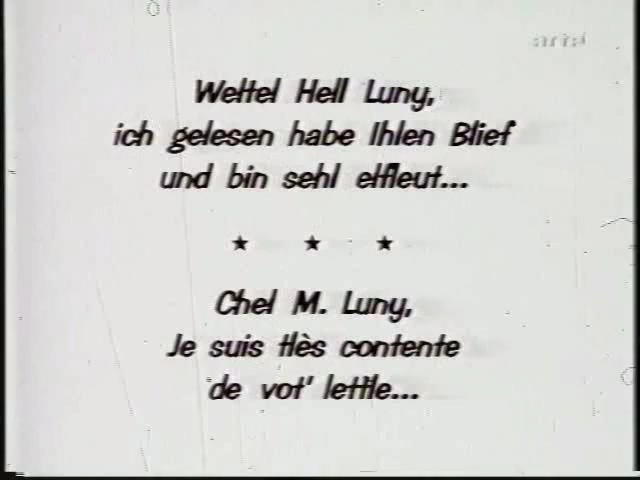 arte
Weltel Hell Luny,
ich gelesen habe Ihlen Blief
und bin sehl elfleut...
★ ★ ★
Chel M. Luny,
Je suis tlès contente
de vot' lettle...